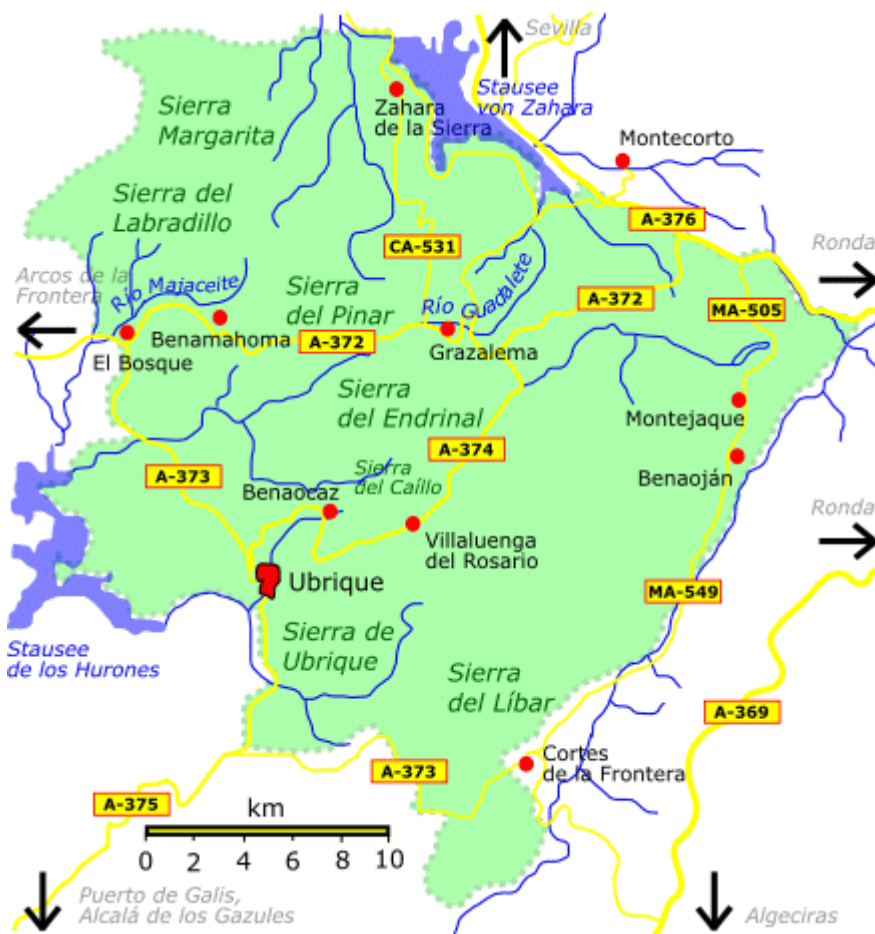 Sevilla
Stausee
von Zahara
Zahara
de la Sierra
Sierra
Margarita
Montecorto
Sierra del
Labradillo
A-376
CA-531
Ronda
Arcos de la
Frontera
Río Majaceite
Sierra
del Pinar
Río Guadalete
A-372
MA-505
Benamahoma
A-372
Grazalema
El Bosque
Sierra
del Endrinal
Montejaque
A-374
Sierra
del Caíllo
A-373
Benaocaz
Benaoján
Ronda
Villaluenga
del Rosario
Ubrique
MA-549
Stausee
de los Hurones
Sierra de
Ubrique
Sierra
del Líbar
A-369
Cortes
de la Frontera
A-373
A-375
km
0 2 4 6 8 10
Puerto de Galis,
Alcalá de los Gazules
Algeciras